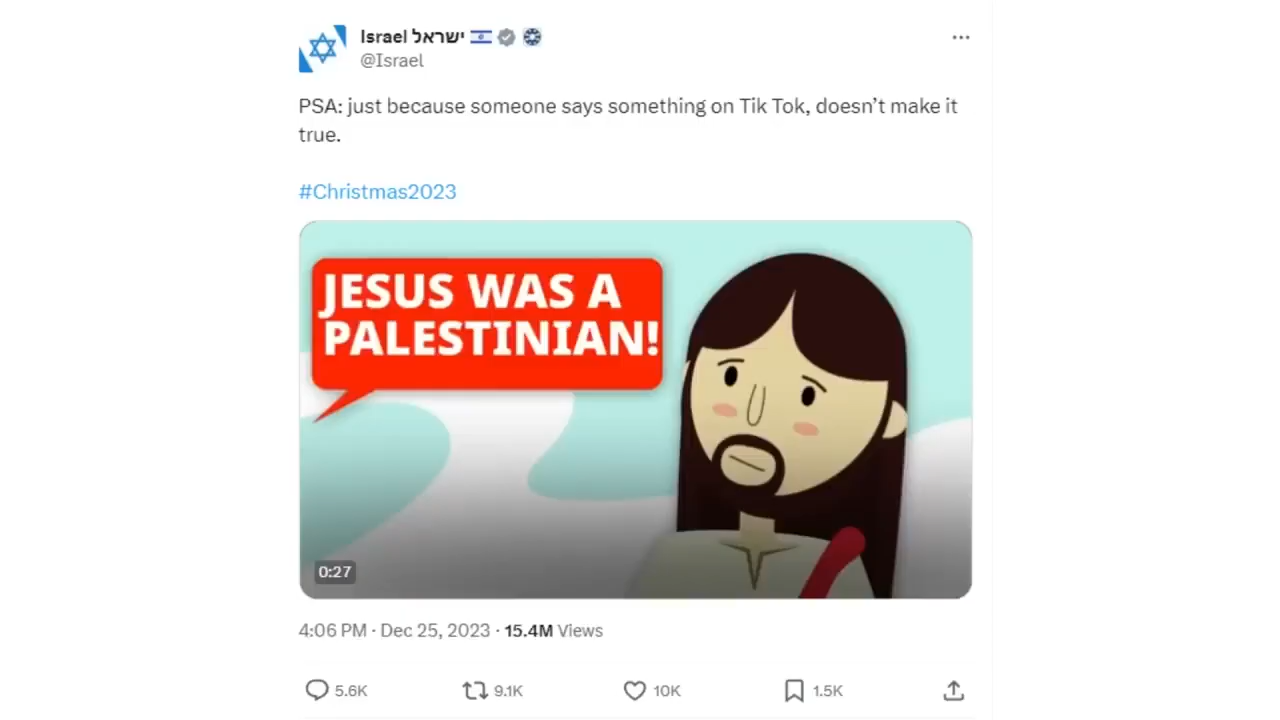 Israel ישראל
@Israel
PSA: just because someone says something on Tik Tok, doesn’t make it
true.
#Christmas2023
JESUS WAS A
PALESTINIAN!
0:27
4:06 PM · Dec 25, 2023 · 15.4M Views
5.6K 9.1K 10K 1.5K